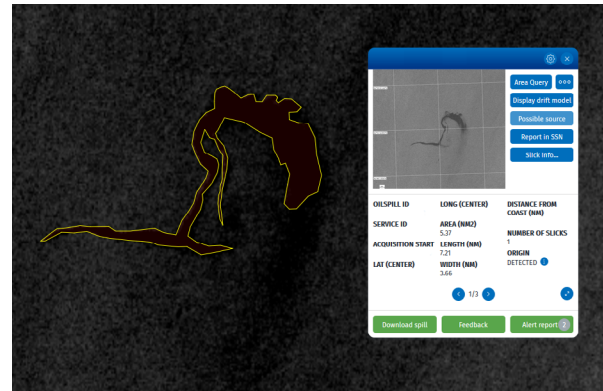 Area Query
Display drift model
Possible source
Report in SSN
Slick Info...
OILSPILL ID
LONG (CENTER)
DISTANCE FROM
COAST (NM)
SERVICE ID
AREA (NM2)
5.37
NUMBER OF SLICKS
1
ACQUISITION START
LENGTH (NM)
7.21
ORIGIN
DETECTED
LAT (CENTER)
WIDTH (NM)
3.66
1/3
Download spill
Feedback
Alert report
2